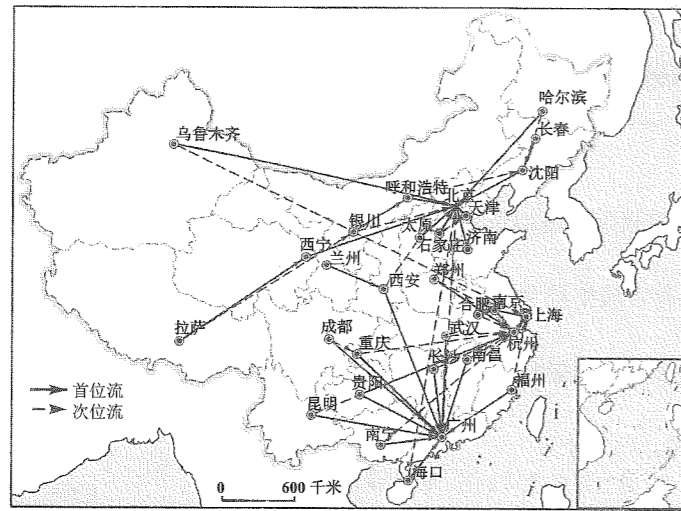 哈尔滨
长春
乌鲁木齐
沈阳
呼和浩特
北京
天津
银川
太原
石家庄
济南
西宁
兰州
郑州
西安
合肥
南京
上海
拉萨
成都
武汉
杭州
重庆
长沙
南昌
贵阳
福州
首位流
昆明
次位流
广州
南宁
海口
0 600 千米